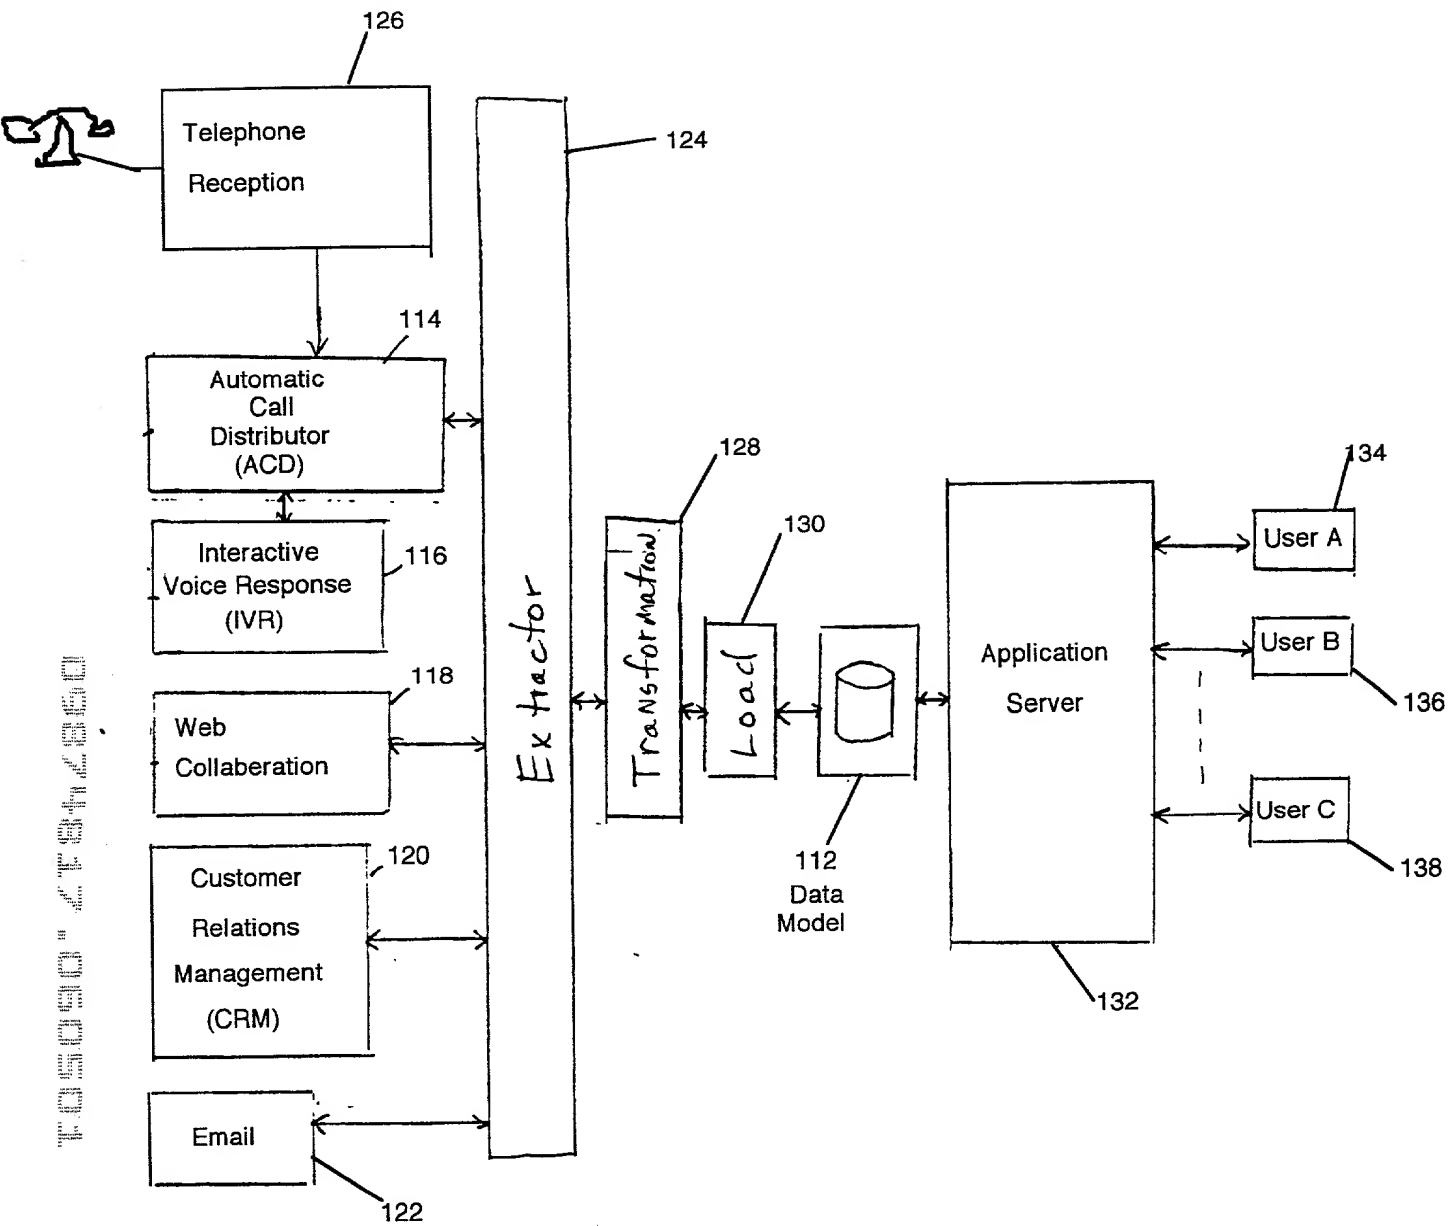 126
Telephone
Reception
124
114
Automatic
Call
Distributor
(ACD)
Interactive
Voice Response
(IVR)
116
118
Web
Collaberation
120
Customer
Relations
Management
(CRM)
Email
122
Extractor
128
Transformation
130
Load
112
Data
Model
Application
Server
132
134
User A
User B
136
User C
138